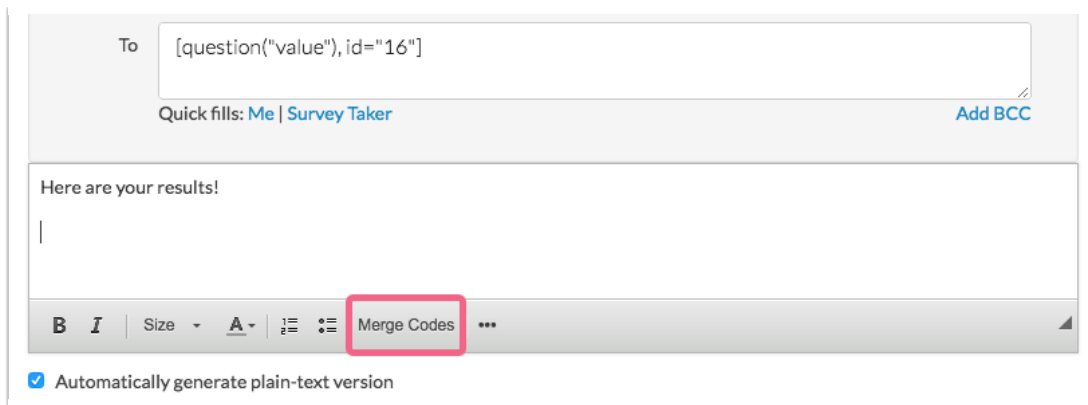 To
[question("value"), id="16"]
Quick fills: Me | Survey Taker
Add BCC
Here are your results!
B I Size A Merge Codes •••
Automatically generate plain-text version